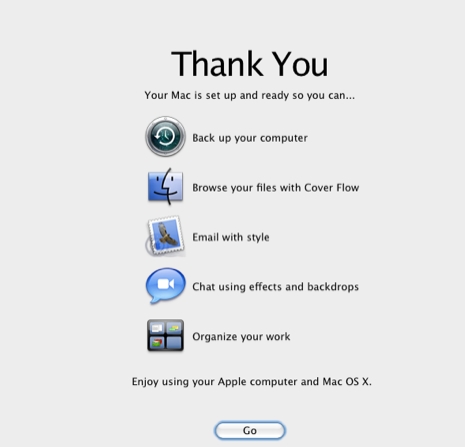 Thank You
Your Mac is set up and ready so you can...
Back up your computer
Browse your files with Cover Flow
Email with style
Chat using effects and backdrops
Organize your work
Enjoy using your Apple computer and Mac OS X.
Go